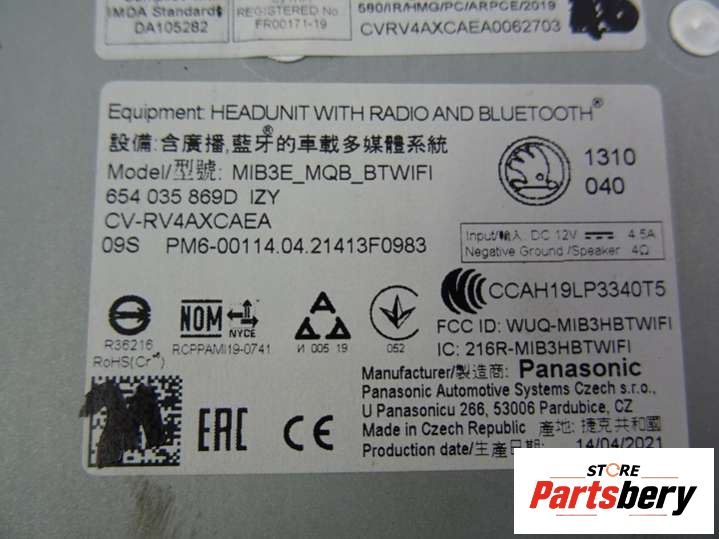 IMDA Standards
DA105282
REGISTERED No.
FR00171-19
580/IR/HMG/PC/ARPCE/2019
CVRV4AXCAEA0062703
Equipment: HEADUNIT WITH RADIO AND BLUETOOTH®
設備:含廣播,藍牙®的車載多媒體系統
Model/型號: MIB3E_MQB_BTWIFI
654 035 869D IZY
CV-RV4AXCAEA
09S PM6-00114.04.21413F0983
1310
040
Input/輸入: DC 12V 4.5A
Negative Ground /Speaker 4Ω
R36216
RoHS(Cr⁺⁶)
NOM
NYCE
RCPPAMI19-0741
И 005 19
052
CCAH19LP3340T5
FCC ID: WUQ-MIB3HBTWIFI
IC: 216R-MIB3HBTWIFI
Manufacturer/製造商: Panasonic
Panasonic Automotive Systems Czech s.r.o.,
U Panasonicu 266, 53006 Pardubice, CZ
Made in Czech Republic 產地: 捷克共和國
Production date/生產日期: 14/04/2021
EAC
STORE
Partsbery